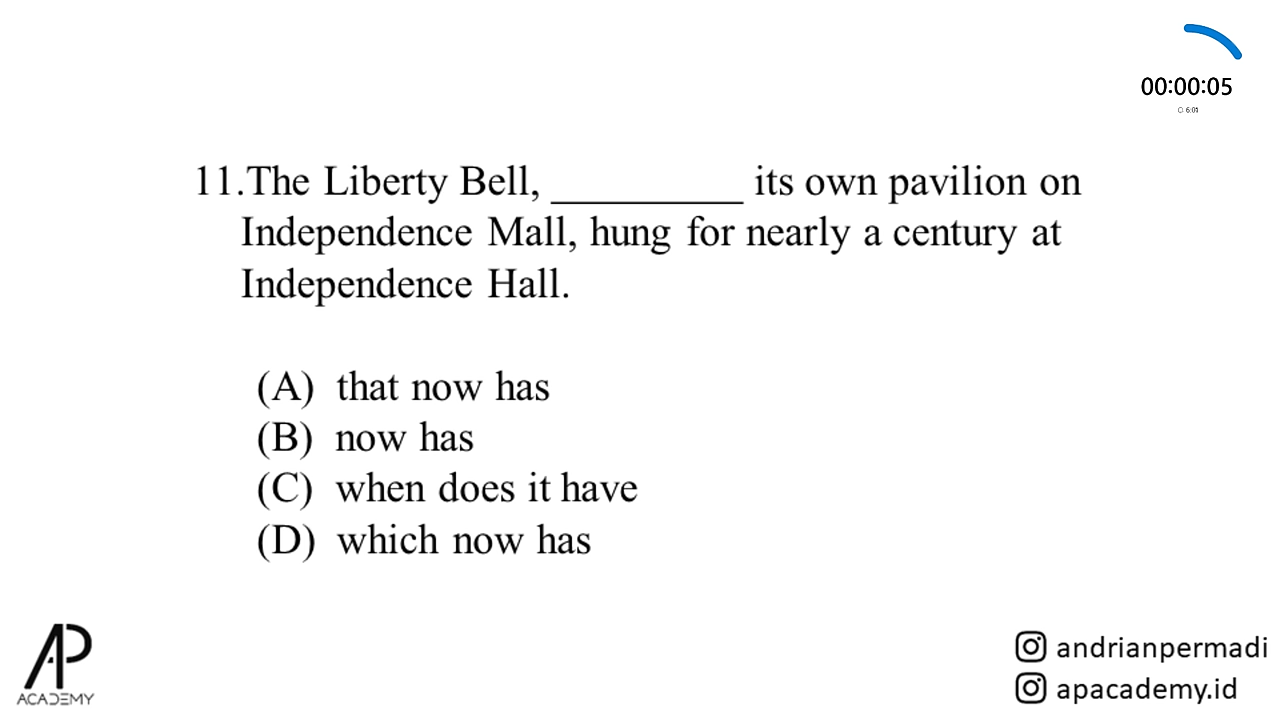 00:00:05
11.The Liberty Bell, _________ its own pavilion on
Independence Mall, hung for nearly a century at
Independence Hall.
(A) that now has
(B) now has
(C) when does it have
(D) which now has
AP
ACADEMY
andrianpermadi
apacademy.id